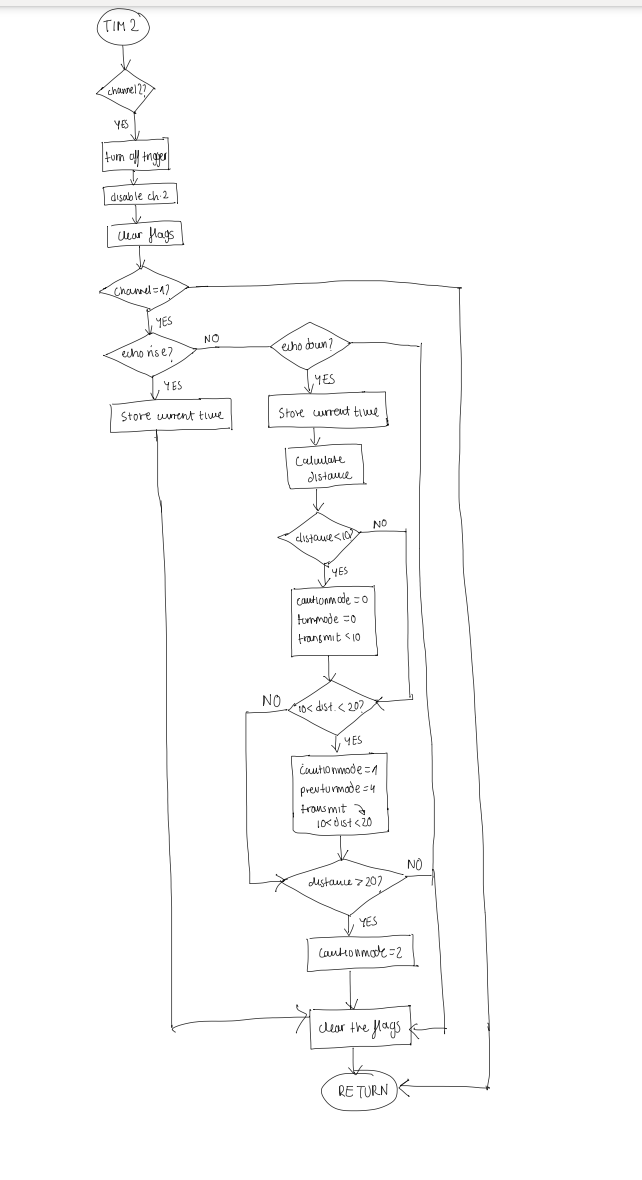 TIM 2
channel 2?
YES
turn off trigger
disable ch.2
clear flags
channel=1?
YES
echo rise?
NO
echo down?
YES
YES
Store current time
Store current time
Calculate
distance
distance<10?
NO
YES
cautionmode=0
turnmode=0
transmit <10
10< dist. < 20?
NO
YES
Cautionmode=1
prevturmode=4
transmit
10<dist<20
distance >20?
NO
YES
Cautionmode=2
clear the flags
RETURN